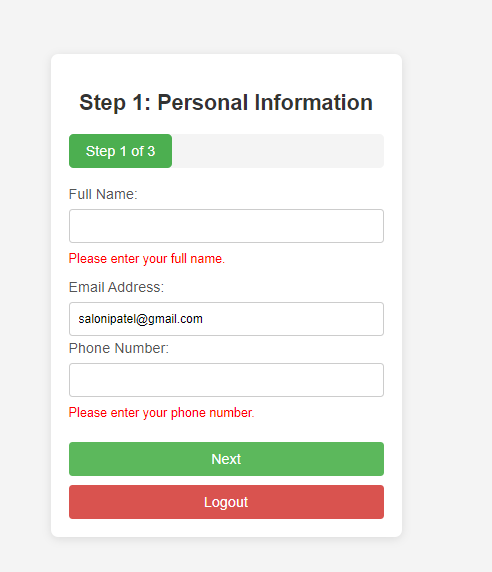 Step 1: Personal Information
Step 1 of 3
Full Name:
Please enter your full name.
Email Address:
salonipatel@gmail.com
Phone Number:
Please enter your phone number.
Next
Logout